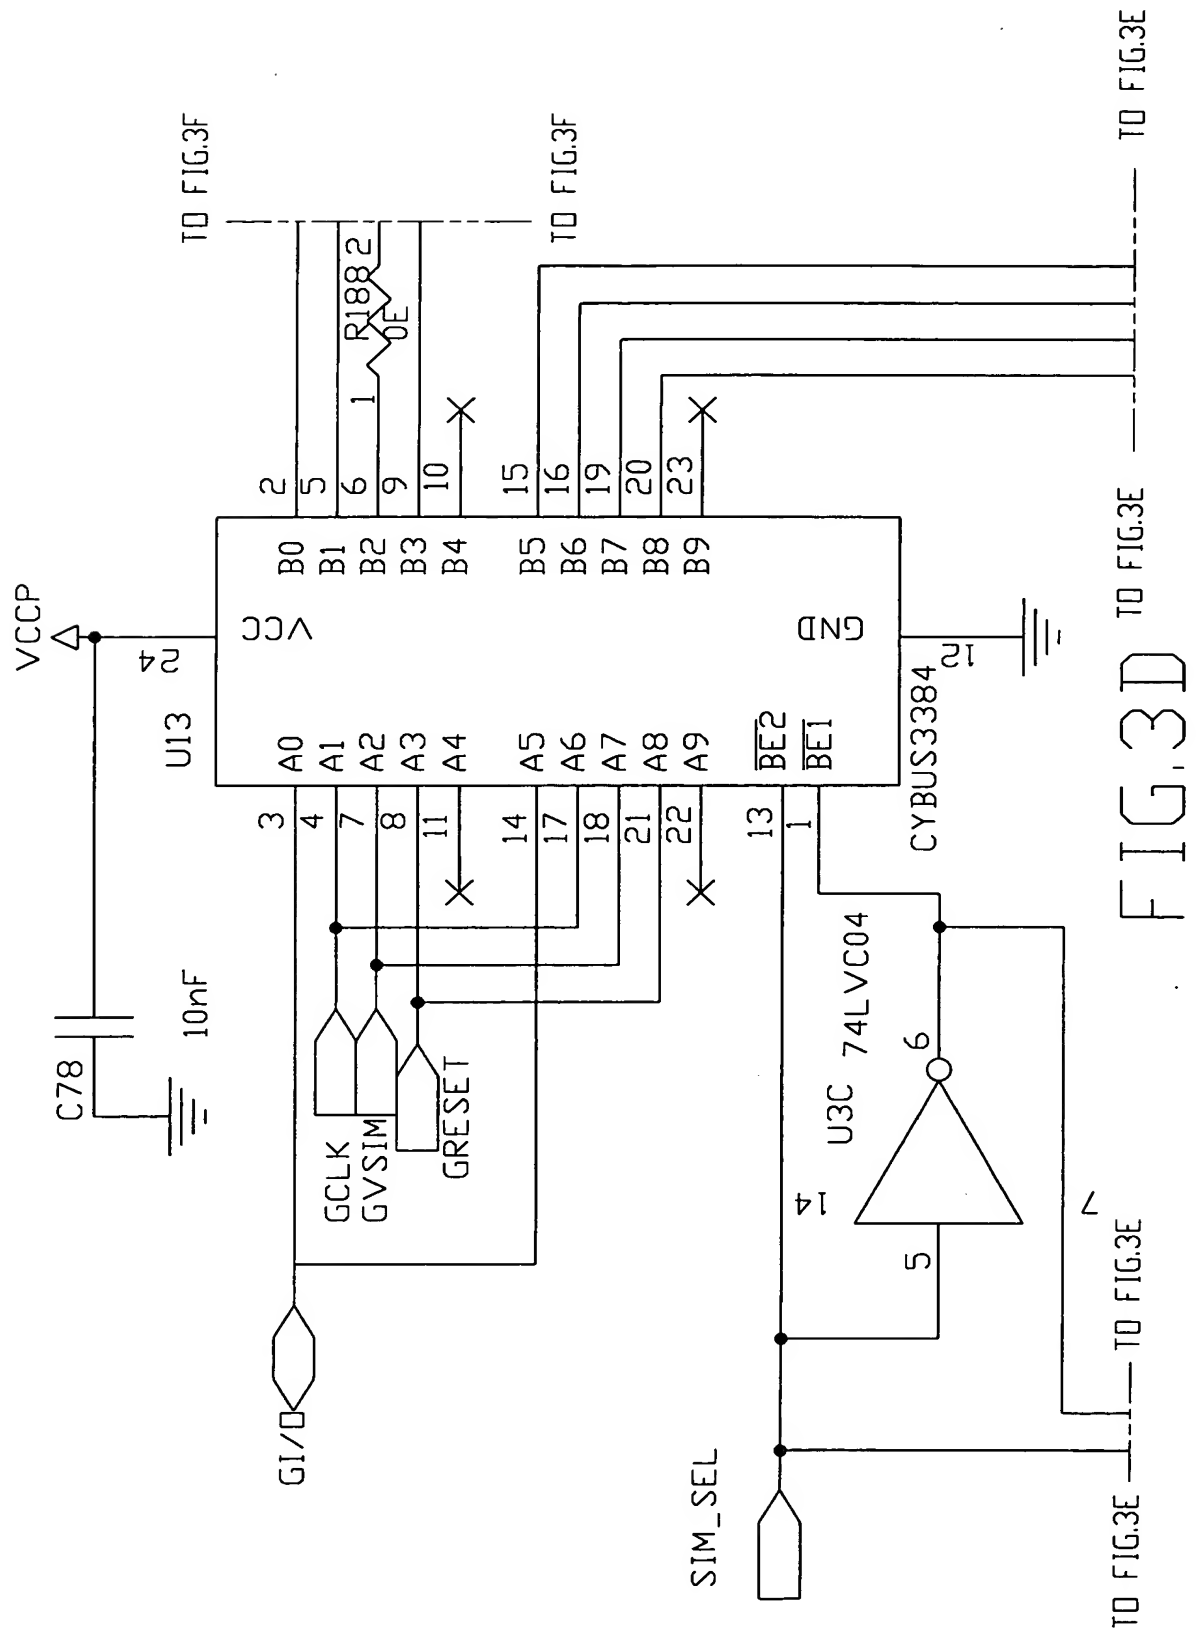 VCCP
C78
10nF
24
U13
VCC
TO FIG.3F
3 A0 B0 2
4 A1 B1 5
7 A2 B2 6
8 A3 B3 9
11 A4 B4 10
1 R188 2
0E
TO FIG.3F
14 A5 B5 15
17 A6 B6 16
18 A7 B7 19
21 A8 B8 20
22 A9 B9 23
GI/O
GCLK
GVSIM
GRESET
13 BE2
1 BE1
GND
12
CYBUS3384
SIM_SEL
14
U3C 74LVC04
5 6
7
TO FIG.3E
TO FIG.3E
TO FIG.3E
TO FIG.3E
FIG.3D